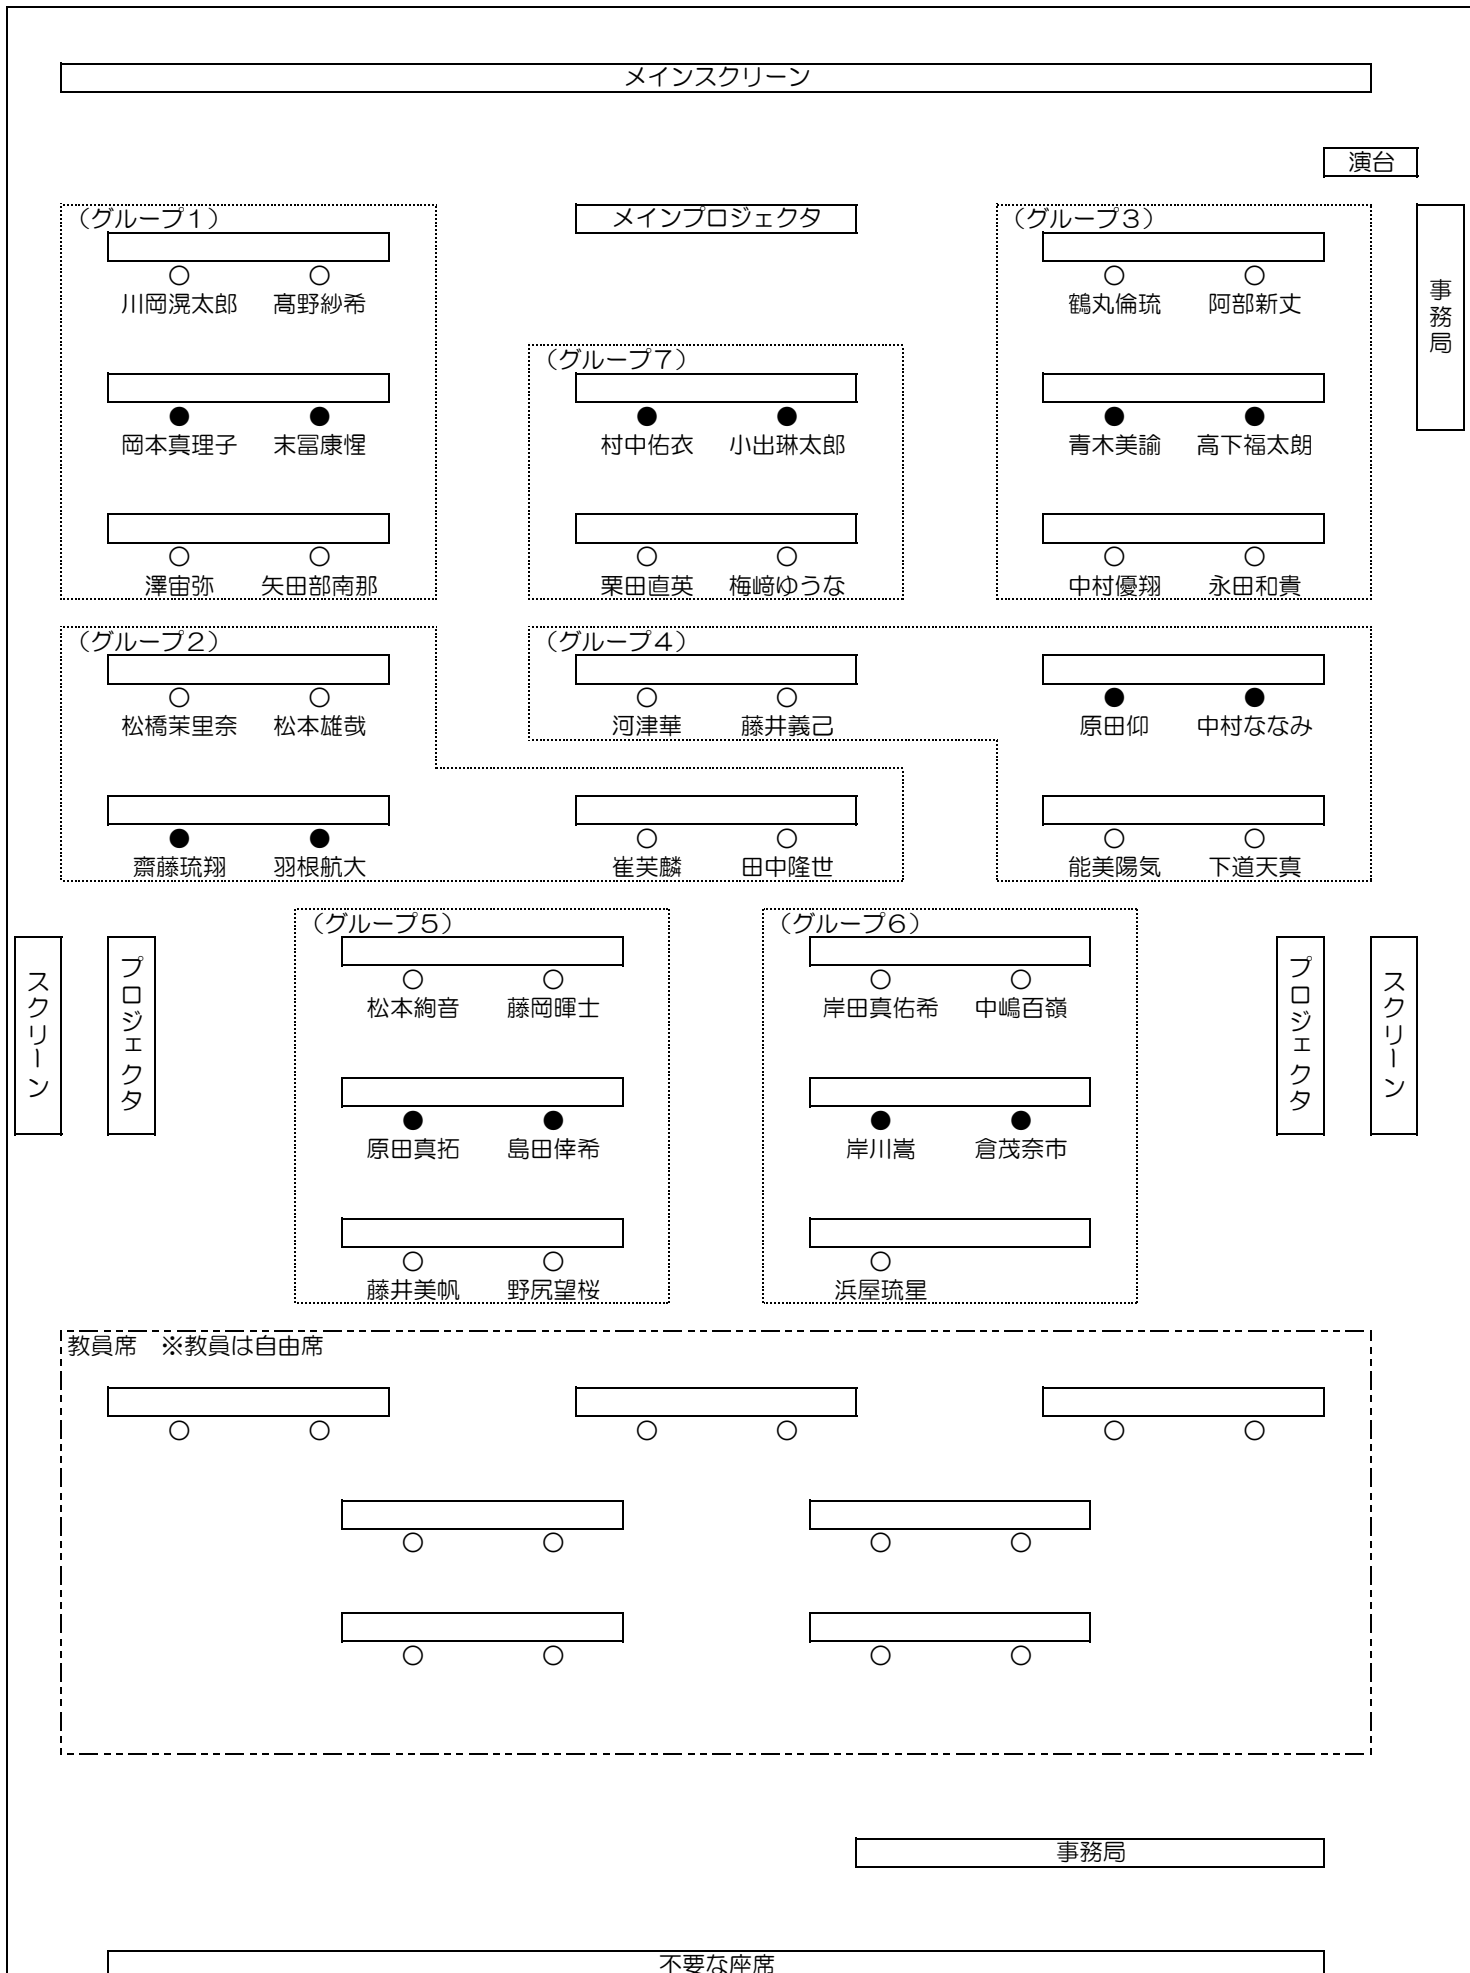 メインスクリーン
演台
（グループ１）
メインプロジェクタ
（グループ３）
事務局
○ ○ ○ ○
川岡滉太郎 髙野紗希 鶴丸倫琉 阿部新丈
（グループ７）
● ● ● ● ● ●
岡本真理子 末冨康惺 村中佑衣 小出琳太郎 青木美諭 高下福太朗
○ ○ ○ ○ ○ ○
澤宙弥 矢田部南那 栗田直英 梅﨑ゆうな 中村優翔 永田和貴
（グループ２） （グループ４）
○ ○ ○ ○ ● ●
松橋茉里奈 松本雄哉 河津華 藤井義己 原田仰 中村ななみ
● ● ○ ○ ○ ○
齋藤琉翔 羽根航大 崔芙麟 田中隆世 能美陽気 下道天真
（グループ５） （グループ６）
スクリーン
プロジェクタ
プロジェクタ
スクリーン
○ ○ ○ ○
松本絢音 藤岡暉士 岸田真佑希 中嶋百嶺
● ● ● ●
原田真拓 島田倖希 岸川嵩 倉茂奈市
○ ○ ○
藤井美帆 野尻望桜 浜屋琉星
教員席　※教員は自由席
○ ○ ○ ○ ○ ○
○ ○ ○ ○
○ ○ ○ ○
事務局
不要な座席